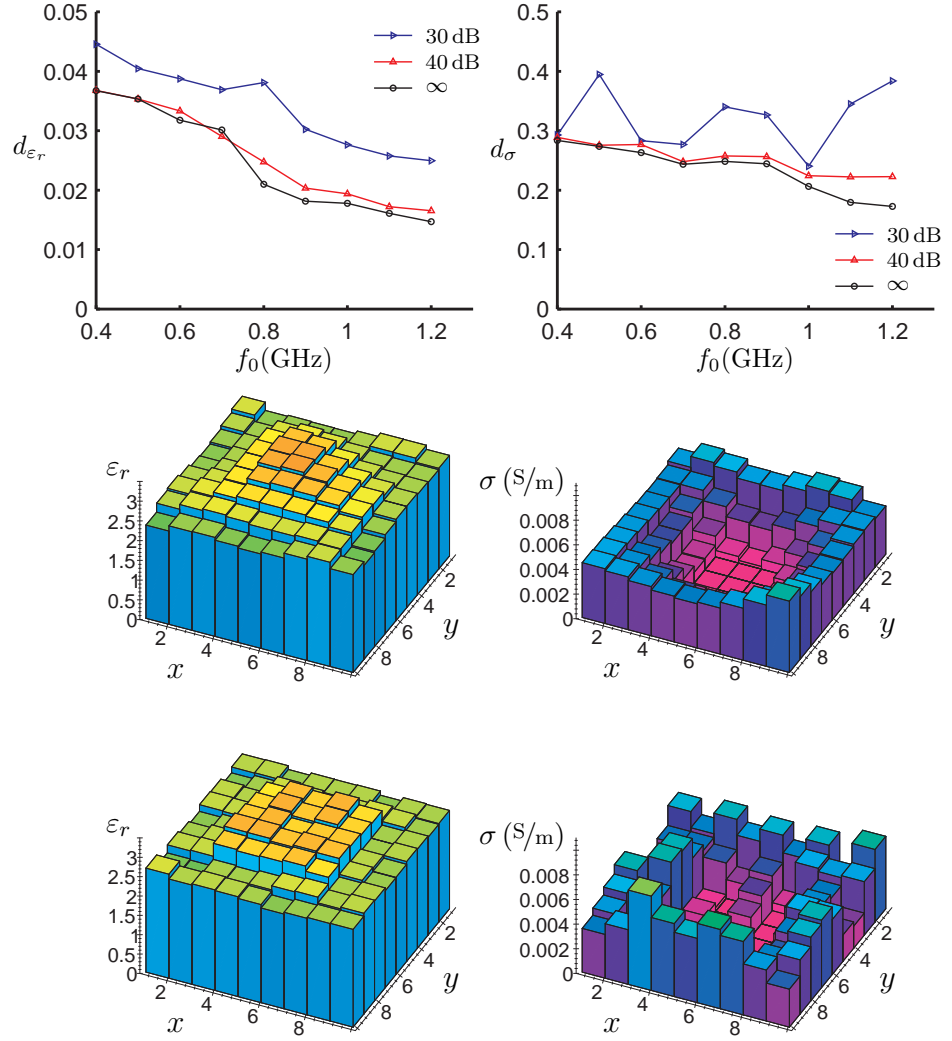 0.05
0.04
0.03
0.02
0.01
0
d_{ε_r}
30 dB
40 dB
∞
0.4 0.6 0.8 1 1.2
f_0(GHz)
0.5
0.4
0.3
0.2
0.1
0
d_σ
30 dB
40 dB
∞
0.4 0.6 0.8 1 1.2
f_0(GHz)
ε_r
3
2.5
2
1.5
1
0.5
0
2 4 6 8
x
2 4 6 8
y
σ (S/m)
0.008
0.006
0.004
0.002
0
2 4 6 8
x
2 4 6 8
y
ε_r
3
2.5
2
1.5
1
0.5
0
2 4 6 8
x
2 4 6 8
y
σ (S/m)
0.008
0.006
0.004
0.002
0
2 4 6 8
x
2 4 6 8
y